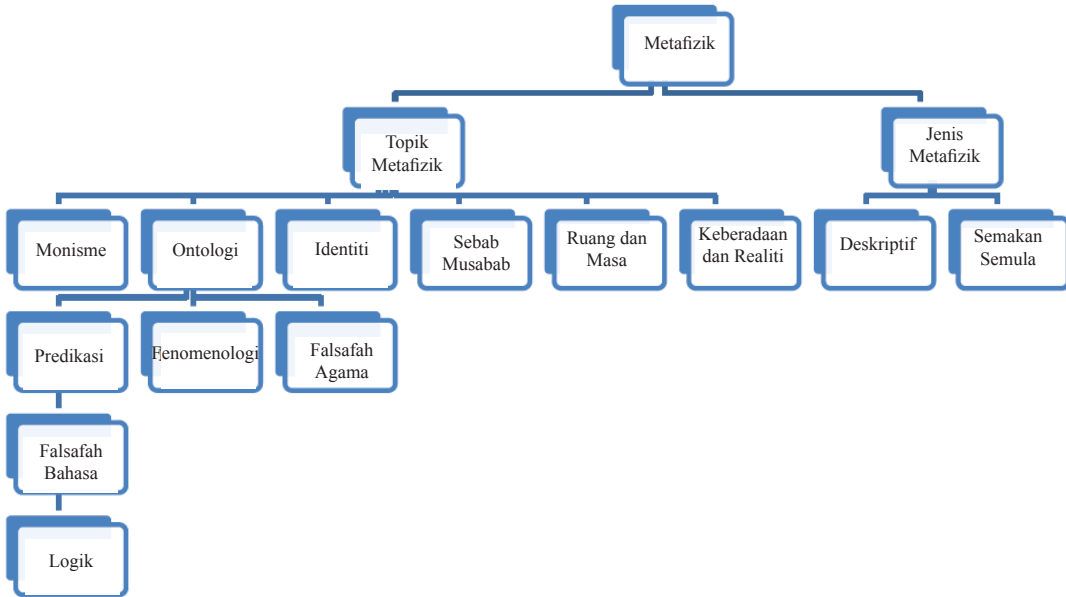 Metafizik
Topik
Metafizik
Jenis
Metafizik
Monisme
Ontologi
Identiti
Sebab
Musabab
Ruang dan
Masa
Keberadaan
dan Realiti
Deskriptif
Semakan
Semula
Predikasi
Fenomenologi
Falsafah
Agama
Falsafah
Bahasa
Logik